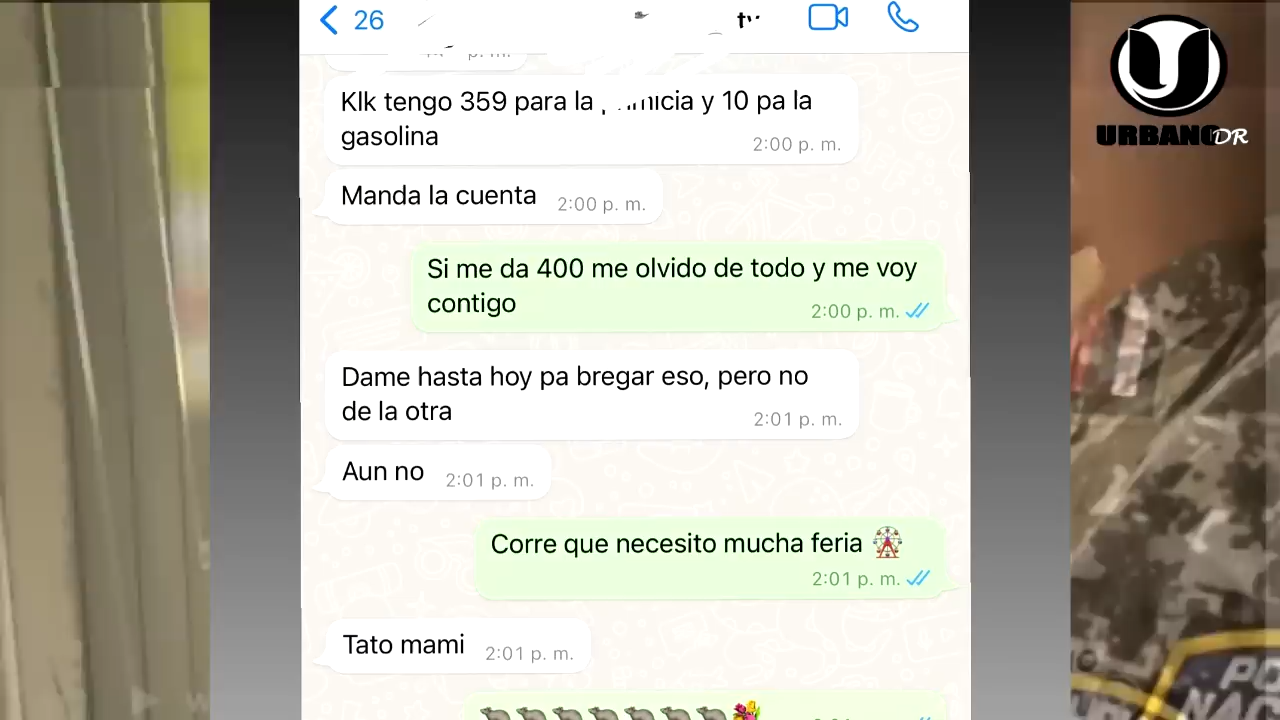 26
Klk tengo 359 para la y 10 pa la
gasolina
2:00 p. m.
Manda la cuenta 2:00 p. m.
Si me da 400 me olvido de todo y me voy
contigo
2:00 p. m.
Dame hasta hoy pa bregar eso, pero no
de la otra
2:01 p. m.
Aun no 2:01 p. m.
Corre que necesito mucha feria 🎡
2:01 p. m.
Tato mami 2:01 p. m.
URBANO DR